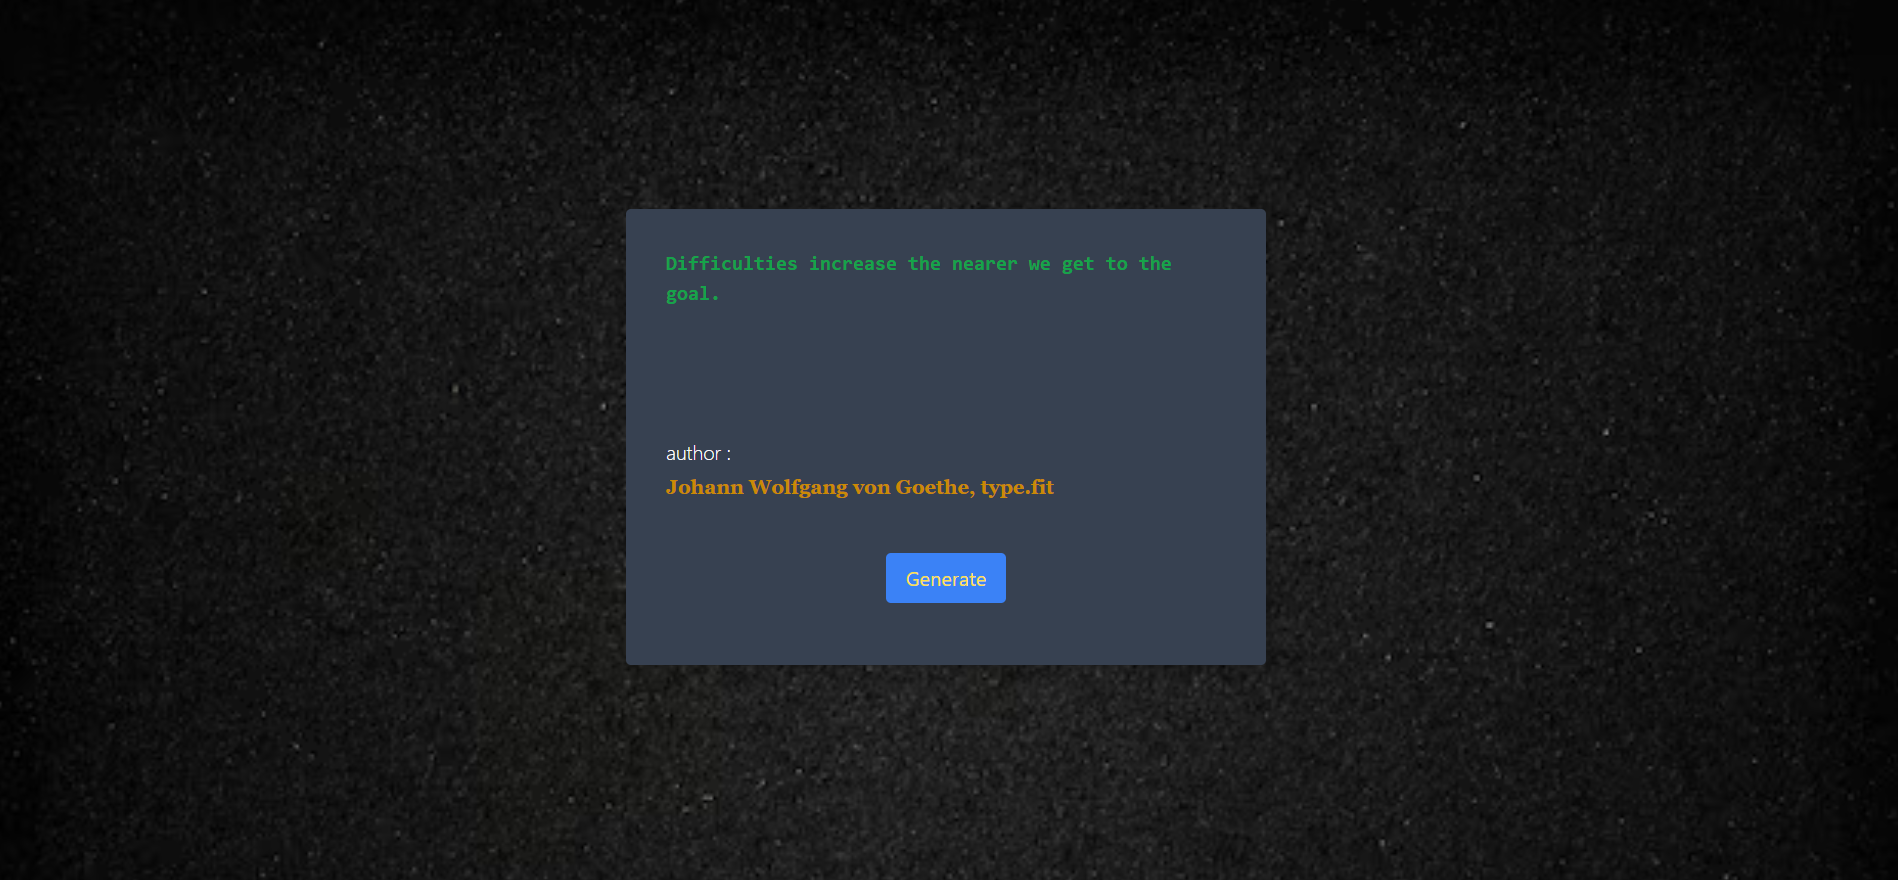 Difficulties increase the nearer we get to the
goal.
author :
Johann Wolfgang von Goethe, type.fit
Generate